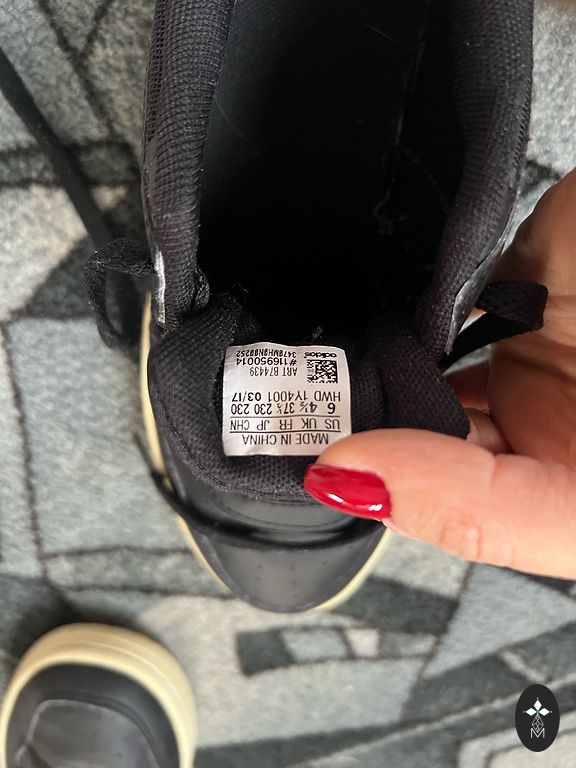 MADE IN CHINA
US UK FR JP CHN
6 4½ 37⅓ 230 230
HWD 1Y4001 03/17
ART B74439
#116950014
adidas
M